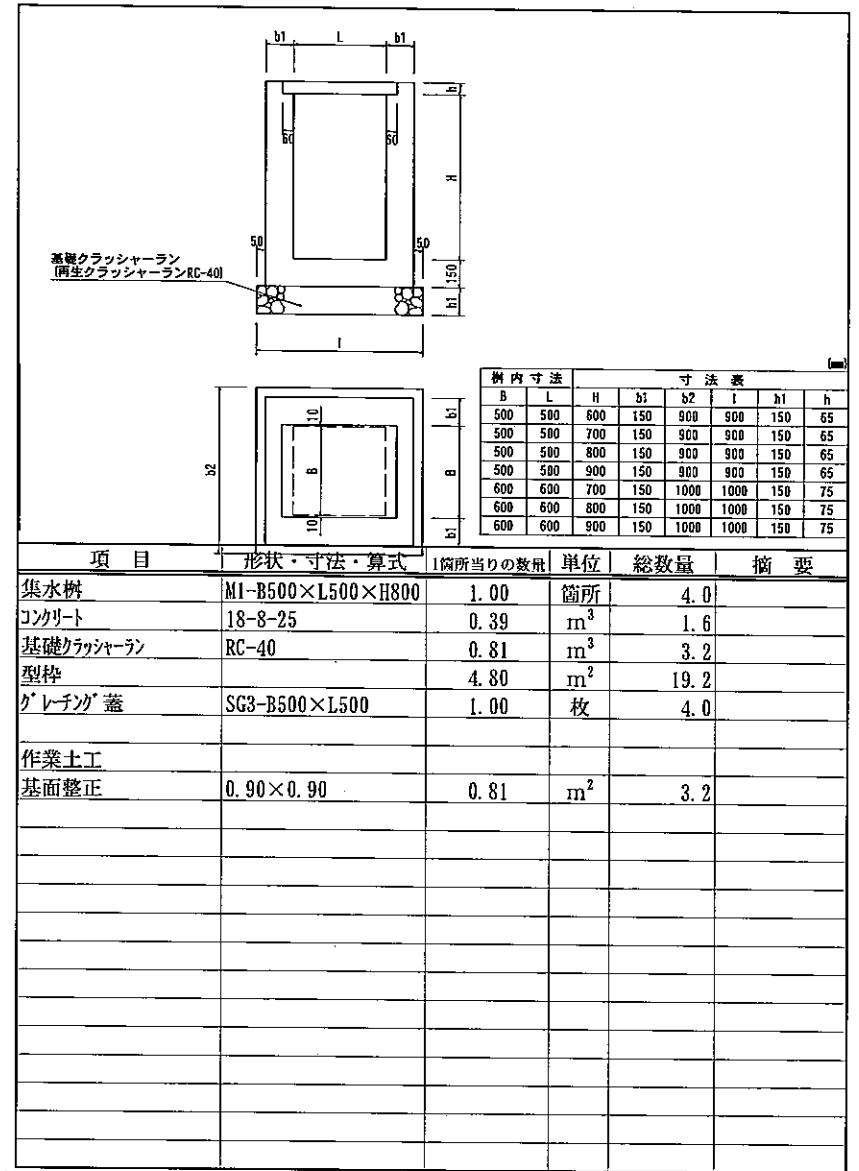 b1 L b1
h
60 60
H
50 50
基礎クラッシャーラン
(再生クラッシャーランRC-40)
150
h1
l
(mm)
桝内寸法 寸法表
B L H b1 b2 l h1 h
500 500 600 150 900 900 150 65
500 500 700 150 900 900 150 65
500 500 800 150 900 900 150 65
500 500 900 150 900 900 150 65
600 600 700 150 1000 1000 150 75
600 600 800 150 1000 1000 150 75
600 600 900 150 1000 1000 150 75
10 b1
b2 B B
10 b1
項目 形状・寸法・算式 1箇所当りの数量 単位 総数量 摘要
集水桝 M1-B500×L500×H800 1.00 箇所 4.0
コンクリート 18-8-25 0.39 m³ 1.6
基礎クラッシャーラン RC-40 0.81 m³ 3.2
型枠 4.80 m² 19.2
グレーチング蓋 SG3-B500×L500 1.00 枚 4.0
作業土工
基面整正 0.90×0.90 0.81 m² 3.2